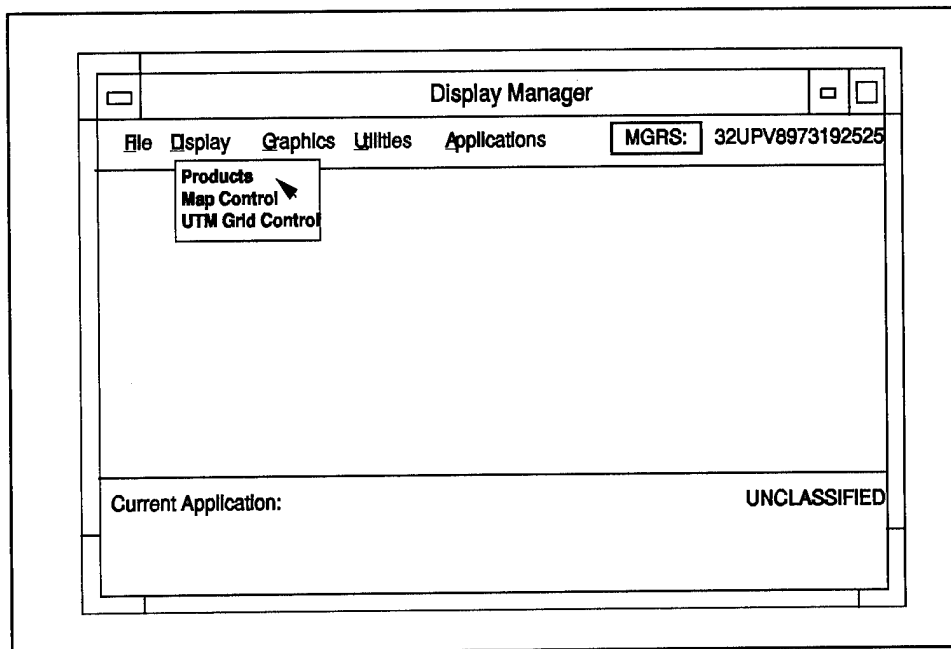 Display Manager
File Display Graphics Utilities Applications MGRS: 32UPV8973192525
Products
Map Control
UTM Grid Control
Current Application: UNCLASSIFIED